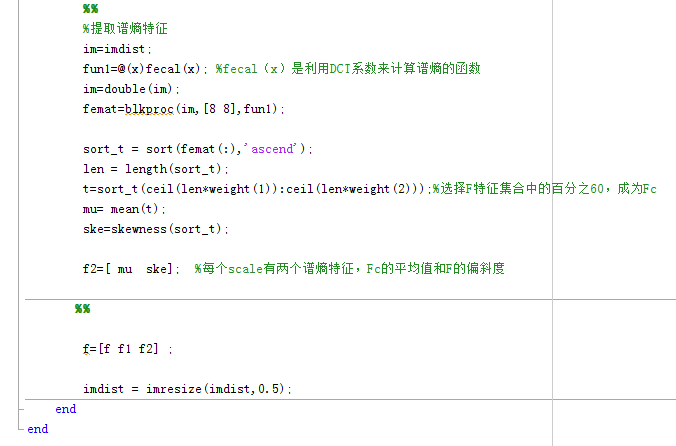 %%
%提取谱熵特征
im=imdist;
fun1=@(x)fecal(x); %fecal（x）是利用DCT系数来计算谱熵的函数
im=double(im);
femat=blkproc(im,[8 8],fun1);
sort_t = sort(femat(:),'ascend');
len = length(sort_t);
t=sort_t(ceil(len*weight(1)):ceil(len*weight(2)));%选择F特征集合中的百分之60，成为Fc
mu= mean(t);
ske=skewness(sort_t);
f2=[ mu  ske];  %每个scale有两个谱熵特征，Fc的平均值和F的偏斜度
%%
f=[f f1 f2] ;
imdist = imresize(imdist,0.5);
end
end